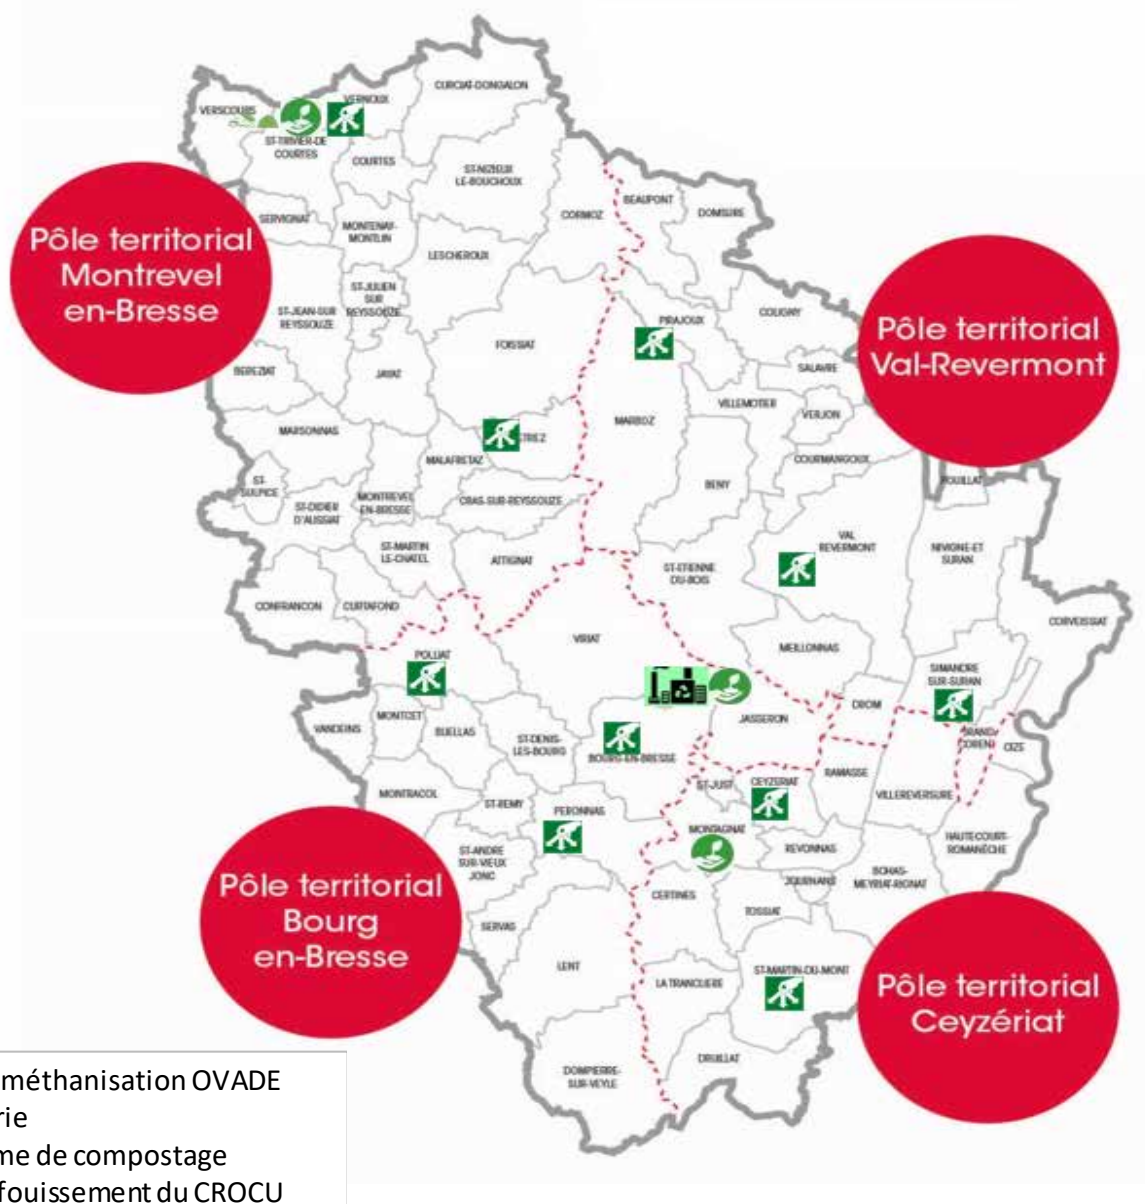 CURCIAT-DONGALON
VERNOUX
VERSCOURS
ST-TRIVIER-DE
COURTES
COURTES
ST-NIZIEUX
LE-BOUCHOUX
CORMOZ
BEAUPONT
DOMSURE
SERVIGNAT
MONTENAY-
MONTLIN
LESCHEROUX
Pôle territorial
Montrevel
en-Bresse
ST-JULIEN
SUR
REYSSOUZE
ST-JEAN-SUR
REYSSOUZE
FOISSIAT
PIRAJOUX
COLIGNY
Pôle territorial
Val-Revermont
BEREZIAT
JAYAT
SALAVRE
VILLEMOTIER
VERJON
MARBOZ
MARSONNAS
ETREZ
MALAFRETAZ
COURMANGOUX
ST-
SULPICE
ST-DIDIER
D'AUSSIAT
MONTREVEL
EN-BRESSE
CRAS-SUR-REYSSOUZE
BENY
POUILLAT
ST-MARTIN
LE-CHATEL
ATTIGNAT
ST-ETIENNE
DU-BOIS
VAL
REVERMONT
NIVIGNE-ET
SURAN
CONFRANCON
CURTAFOND
CORVEISSIAT
VIRIAT
MEILLONNAS
POLLIAT
SIMANDRE
SUR-SURAN
VANDEINS
MONTCET
BUELLAS
ST-DENIS-
LES-BOURG
BOURG-EN-BRESSE
JASSERON
DROM
GRAND-
CORENT
CIZE
MONTRACOL
ST-REMY
PERONNAS
ST-JUST
CEYZERIAT
RAMASSE
VILLEREVERSURE
MONTAGNAT
REVONNAS
HAUTECOURT-
ROMANÈCHE
ST-ANDRE
SUR-VIEUX
JONC
CERTINES
JOURNANS
BOHAS-
MEYRIAT-RIGNAT
TOSSIAT
Pôle territorial
Bourg
en-Bresse
SERVAS
LENT
LA TRANCLIERE
ST-MARTIN-DU-MONT
Pôle territorial
Ceyzériat
DRUILLAT
DOMPIERRE-
SUR-VEYLE
méthanisation OVADE
rie
me de compostage
fouissement du CROCU